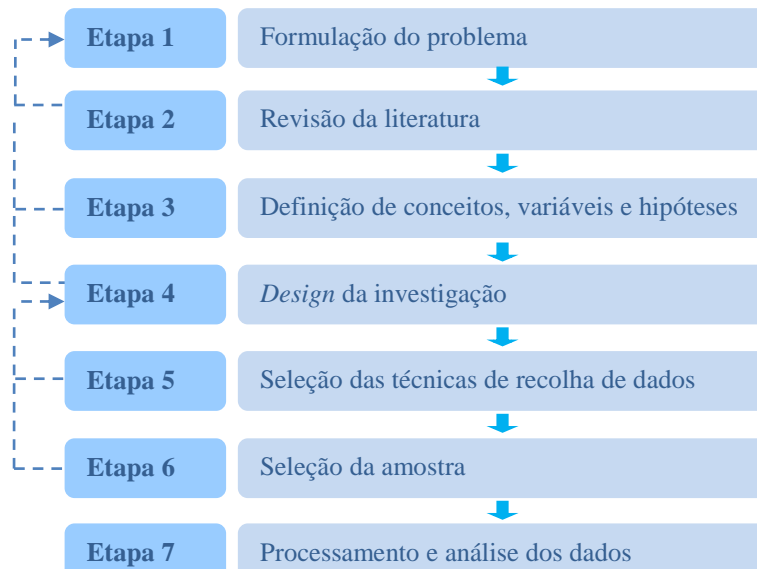 Etapa 1 Formulação do problema
Etapa 2 Revisão da literatura
Etapa 3 Definição de conceitos, variáveis e hipóteses
Etapa 4 Design da investigação
Etapa 5 Seleção das técnicas de recolha de dados
Etapa 6 Seleção da amostra
Etapa 7 Processamento e análise dos dados